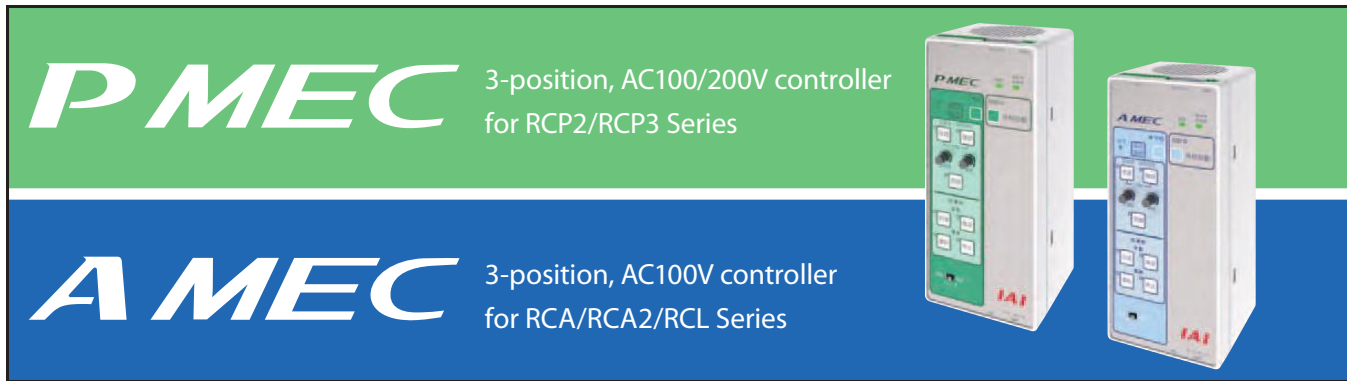 P MEC
3-position, AC100/200V controller
for RCP2/RCP3 Series
A MEC
3-position, AC100V controller
for RCA/RCA2/RCL Series
P MEC
IAI
A MEC
IAI